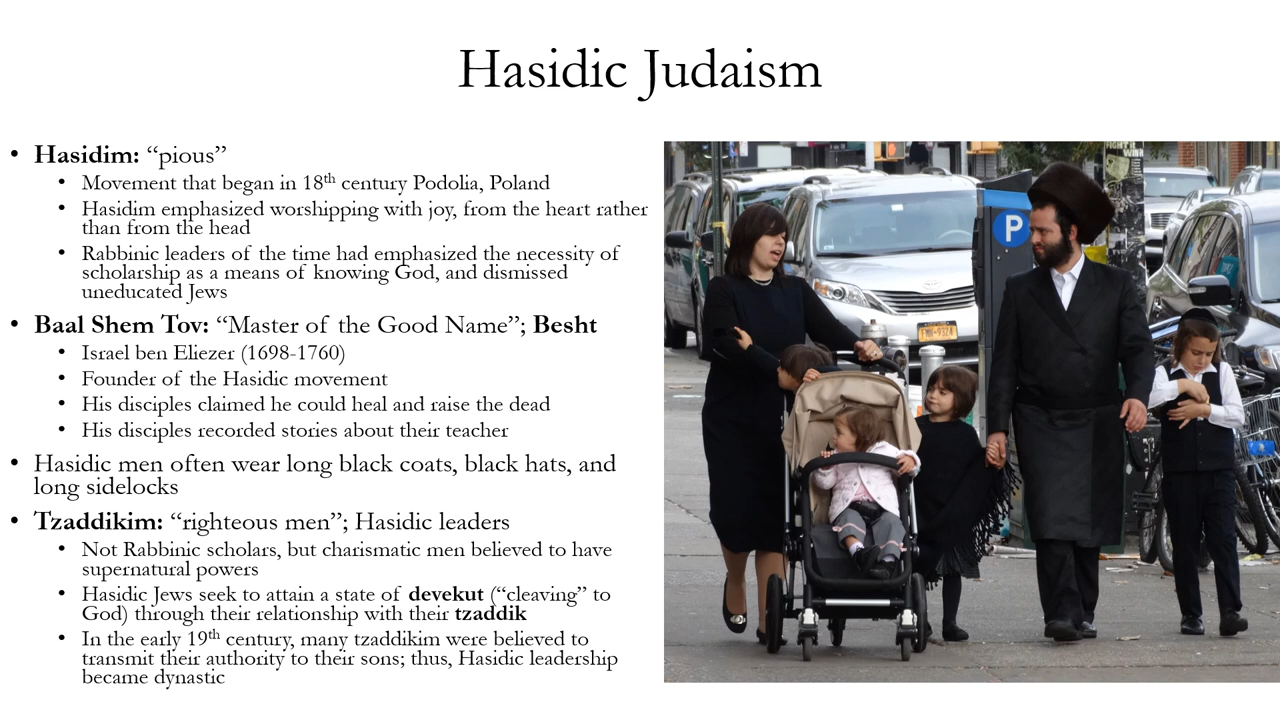 Hasidic Judaism
• Hasidim: “pious”
• Movement that began in 18th century Podolia, Poland
• Hasidim emphasized worshipping with joy, from the heart rather
than from the head
• Rabbinic leaders of the time had emphasized the necessity of
scholarship as a means of knowing God, and dismissed
uneducated Jews
• Baal Shem Tov: “Master of the Good Name”; Besht
• Israel ben Eliezer (1698-1760)
• Founder of the Hasidic movement
• His disciples claimed he could heal and raise the dead
• His disciples recorded stories about their teacher
• Hasidic men often wear long black coats, black hats, and
long sidelocks
• Tzaddikim: “righteous men”; Hasidic leaders
• Not Rabbinic scholars, but charismatic men believed to have
supernatural powers
• Hasidic Jews seek to attain a state of devekut (“cleaving” to
God) through their relationship with their tzaddik
• In the early 19th century, many tzaddikim were believed to
transmit their authority to their sons; thus, Hasidic leadership
became dynastic
P